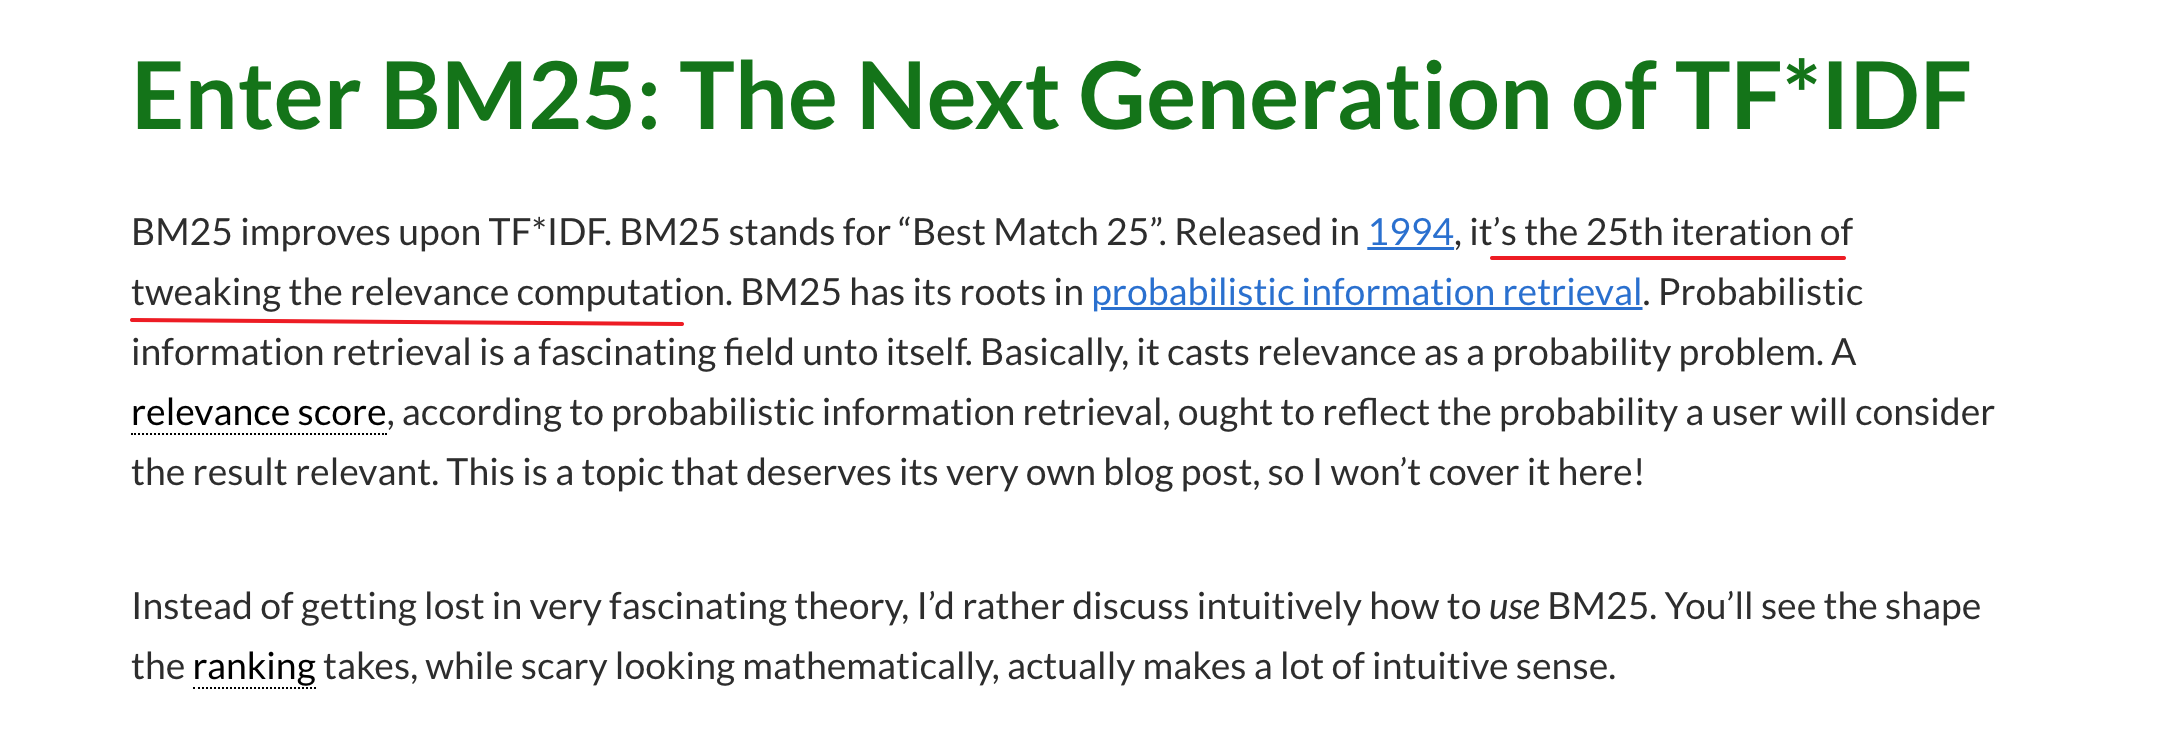 Enter BM25: The Next Generation of TF*IDF
BM25 improves upon TF*IDF. BM25 stands for “Best Match 25”. Released in 1994, it’s the 25th iteration of
tweaking the relevance computation. BM25 has its roots in probabilistic information retrieval. Probabilistic
information retrieval is a fascinating field unto itself. Basically, it casts relevance as a probability problem. A
relevance score, according to probabilistic information retrieval, ought to reflect the probability a user will consider
the result relevant. This is a topic that deserves its very own blog post, so I won’t cover it here!
Instead of getting lost in very fascinating theory, I’d rather discuss intuitively how to use BM25. You’ll see the shape
the ranking takes, while scary looking mathematically, actually makes a lot of intuitive sense.